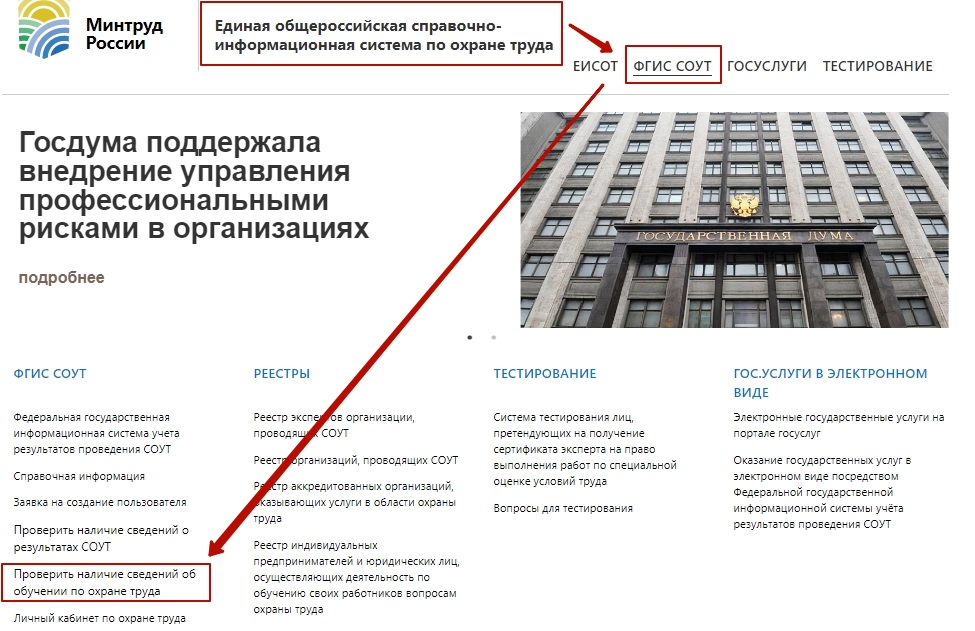 Минтруд
России
Единая общероссийская справочно-
информационная система по охране труда
ЕИСОТ ФГИС СОУТ ГОСУСЛУГИ ТЕСТИРОВАНИЕ
Госдума поддержала
внедрение управления
профессиональными
рисками в организациях
подробнее
ГОСУДАРСТВЕННАЯ ДУМА
ФГИС СОУТ
Федеральная государственная
информационная система учета
результатов проведения СОУТ
Справочная информация
Заявка на создание пользователя
Проверить наличие сведений о
результатах СОУТ
Проверить наличие сведений об
обучении по охране труда
Личный кабинет по охране труда
РЕЕСТРЫ
Реестр экспертов организации,
проводящих СОУТ
Реестр организаций, проводящих СОУТ
Реестр аккредитованных организаций,
оказывающих услуги в области охраны
труда
Реестр индивидуальных
предпринимателей и юридических лиц,
осуществляющих деятельность по
обучению своих работников вопросам
охраны труда
ТЕСТИРОВАНИЕ
Система тестирования лиц,
претендующих на получение
сертификата эксперта на право
выполнения работ по специальной
оценке условий труда
Вопросы для тестирования
ГОС.УСЛУГИ В ЭЛЕКТРОННОМ
ВИДЕ
Электронные государственные услуги на
портале госуслуг
Оказание государственных услуг в
электронном виде посредством
Федеральной государственной
информационной системы учёта
результатов проведения СОУТ